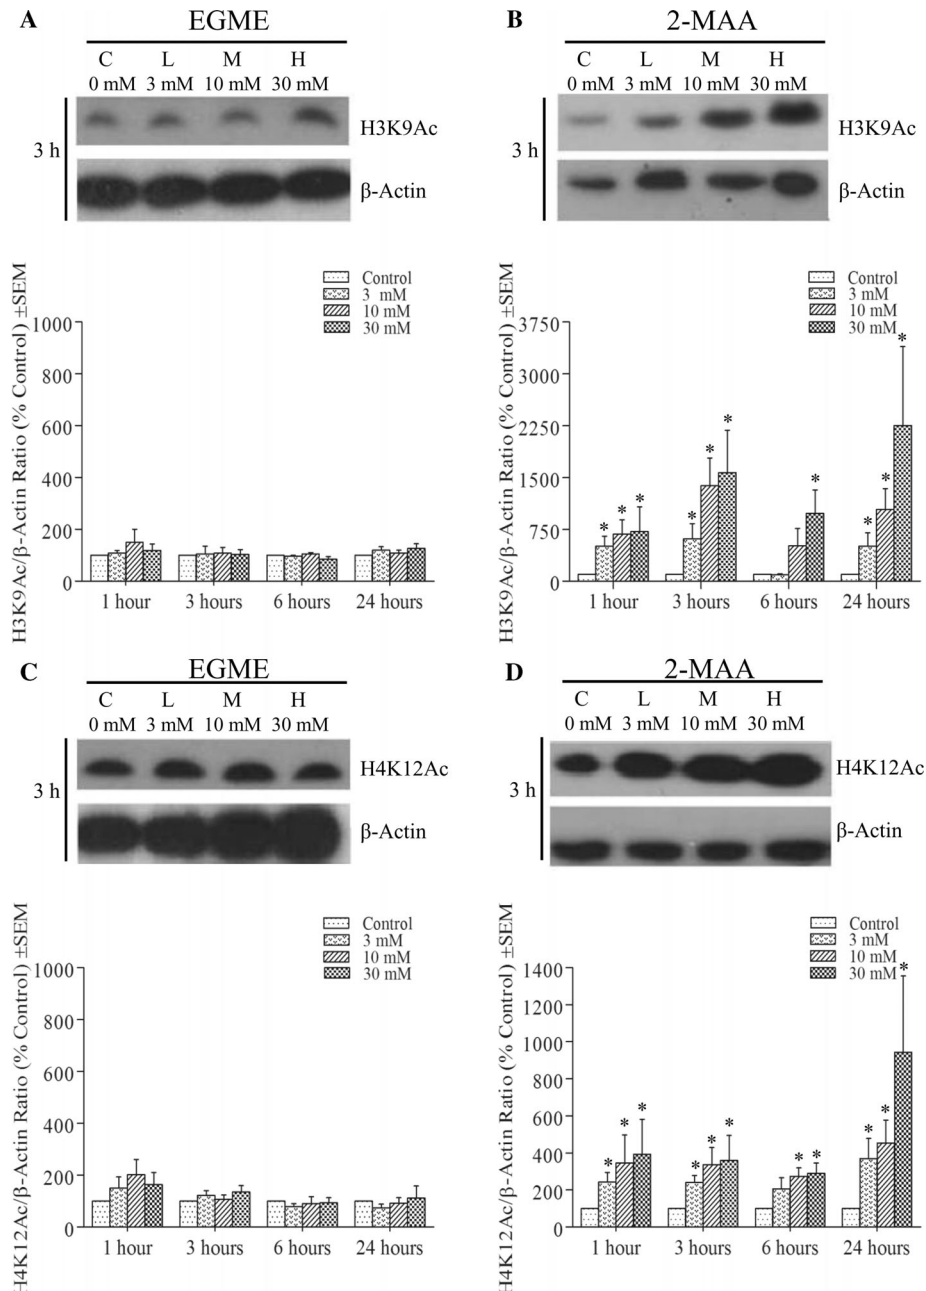 A
EGME
C L M H
0 mM 3 mM 10 mM 30 mM
3 h
H3K9Ac
β-Actin
H3K9Ac/β-Actin Ratio (% Control) ±SEM
Control
3 mM
10 mM
30 mM
1000
800
600
400
200
0
1 hour 3 hours 6 hours 24 hours
B
2-MAA
C L M H
0 mM 3 mM 10 mM 30 mM
3 h
H3K9Ac
β-Actin
H3K9Ac/β-Actin Ratio (% Control) ±SEM
Control
3 mM
10 mM
30 mM
3750
3000
2250
1500
750
0
* * * * * * * * * *
1 hour 3 hours 6 hours 24 hours
C
EGME
C L M H
0 mM 3 mM 10 mM 30 mM
3 h
H4K12Ac
β-Actin
H4K12Ac/β-Actin Ratio (% Control) ±SEM
Control
3 mM
10 mM
30 mM
1000
800
600
400
200
0
1 hour 3 hours 6 hours 24 hours
D
2-MAA
C L M H
0 mM 3 mM 10 mM 30 mM
3 h
H4K12Ac
β-Actin
H4K12Ac/β-Actin Ratio (% Control) ±SEM
Control
3 mM
10 mM
30 mM
1400
1200
1000
800
600
400
200
0
* * * * * * * * * * *
1 hour 3 hours 6 hours 24 hours